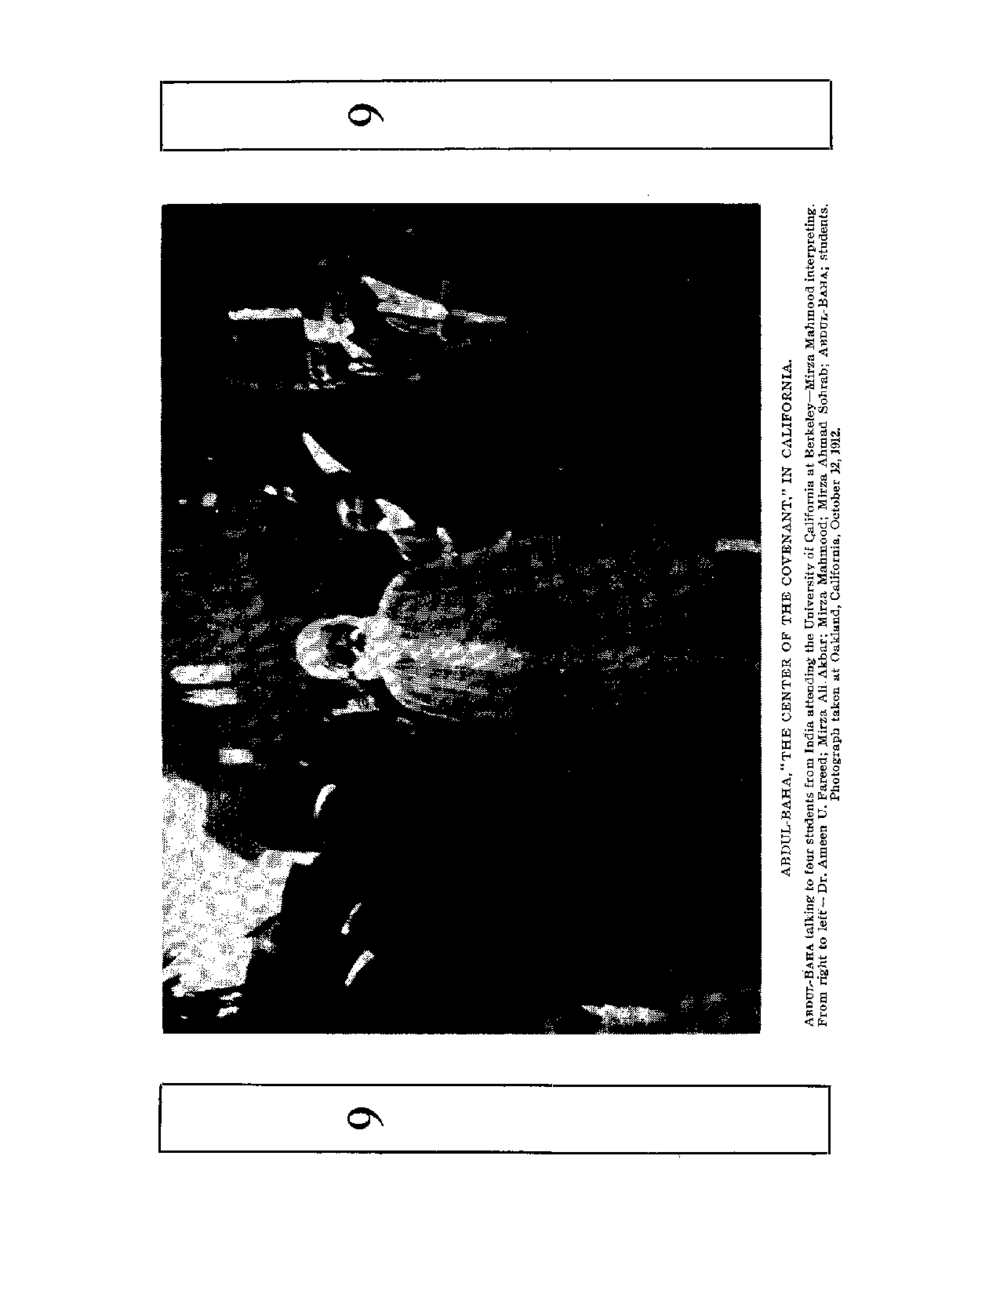 9
ABDUL-BAHA, "THE CENTER OF THE COVENANT," IN CALIFORNIA.
ABDUL-BAHA talking to four students from India attending the University of California at Berkeley—Mirza Mahmood interpreting.
From right to left—Dr. Ameen U. Fareed; Mirza Ali Akbar; Mirza Mahmood; Mirza Ahmad Sohrab; ABDUL-BAHA; students.
Photograph taken at Oakland, California, October 12, 1912.
9